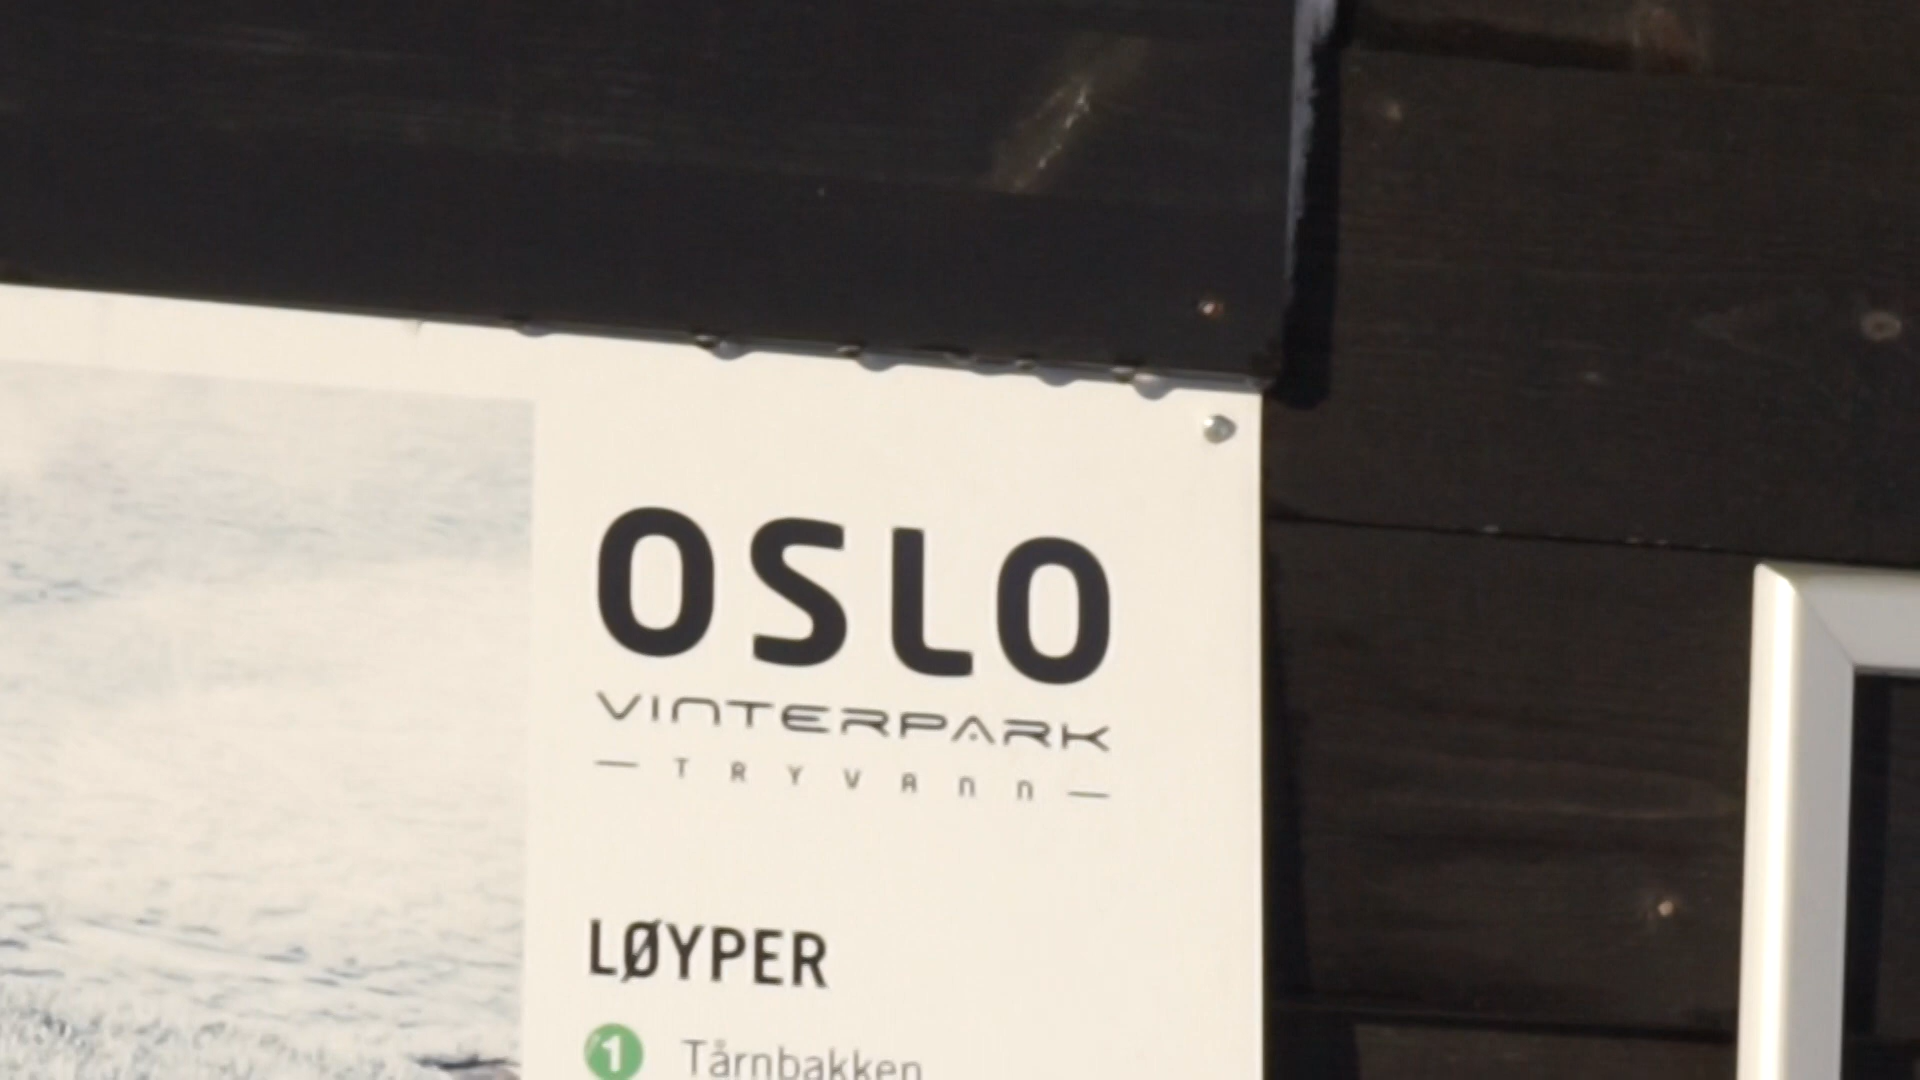 OSLO
VINTERPARK
— TRYVANN —
LØYPER
1 Tårnbakken